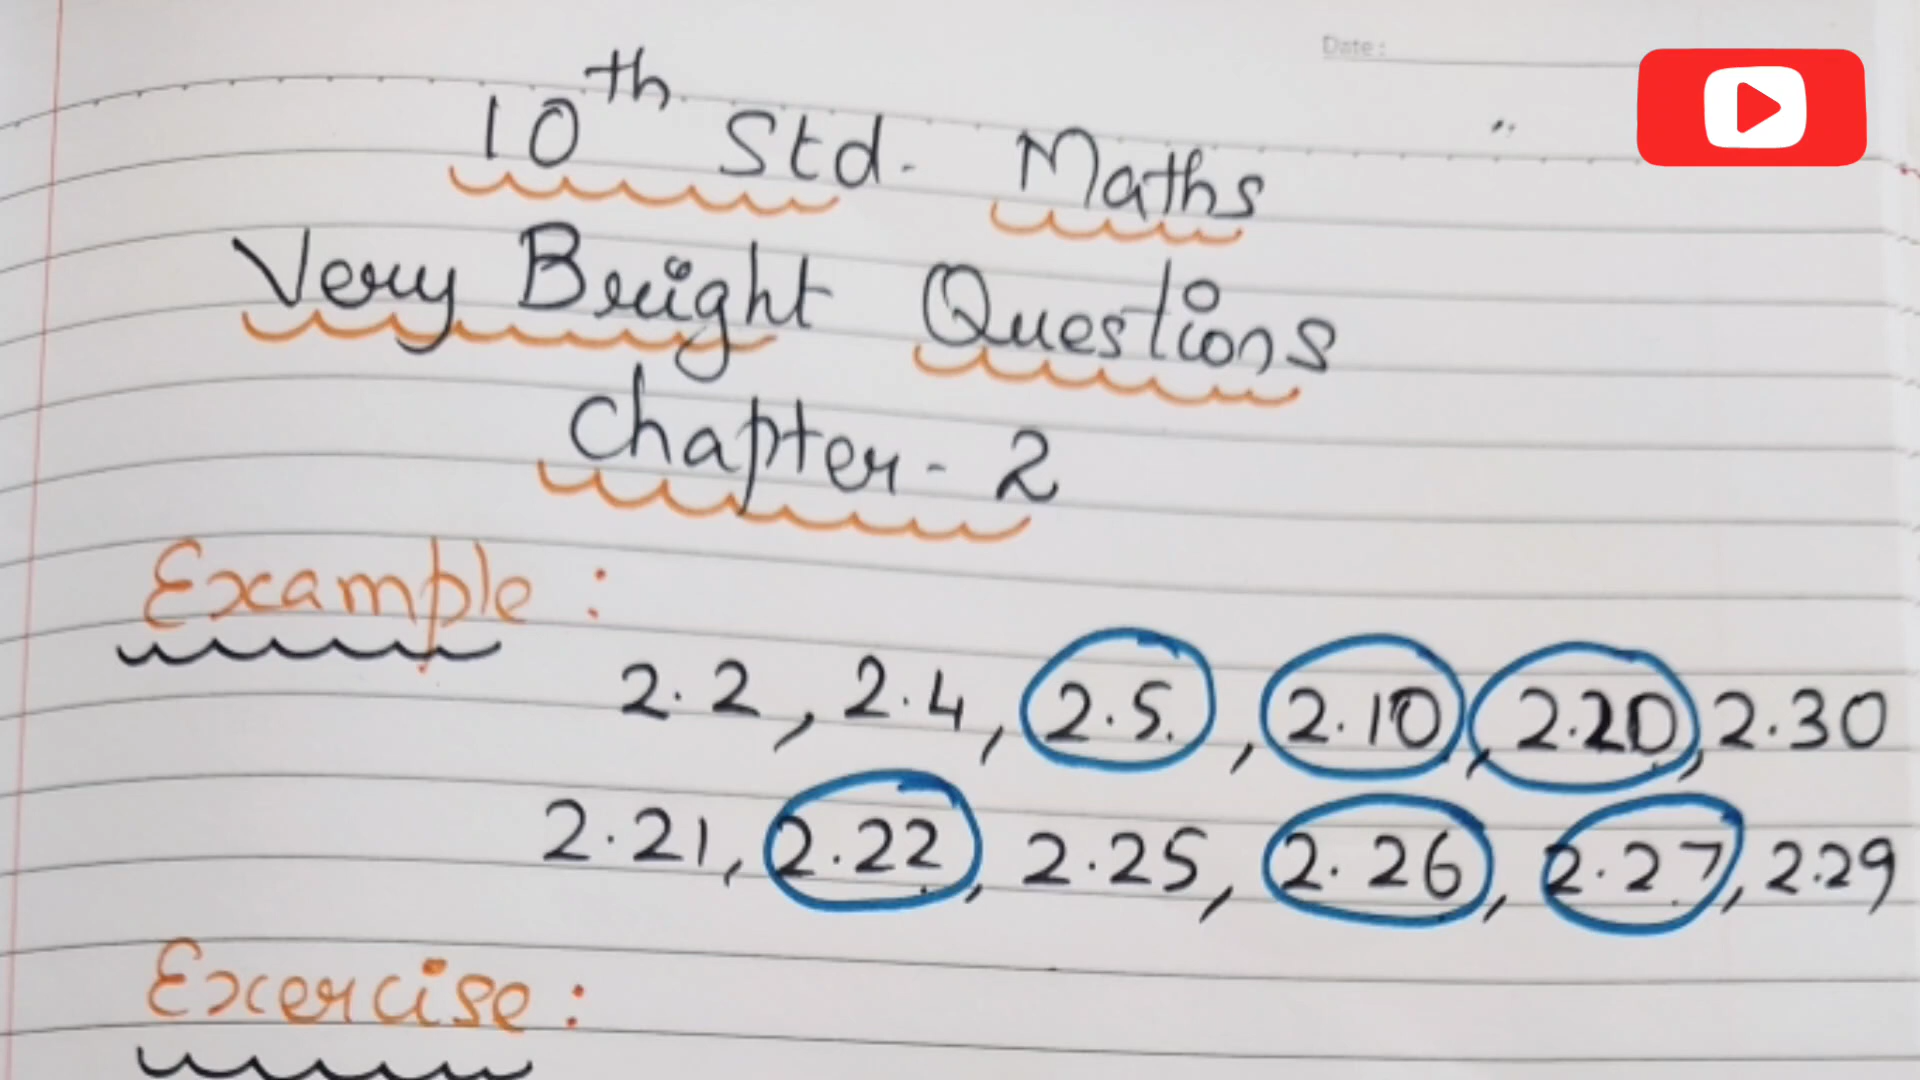 Date:
10th Std. Maths
Very Bright Questions
Chapter - 2
Example :
2.2, 2.4, 2.5, 2.10, 2.20, 2.30
2.21, 2.22, 2.25, 2.26, 2.27, 2.29
Exercise :